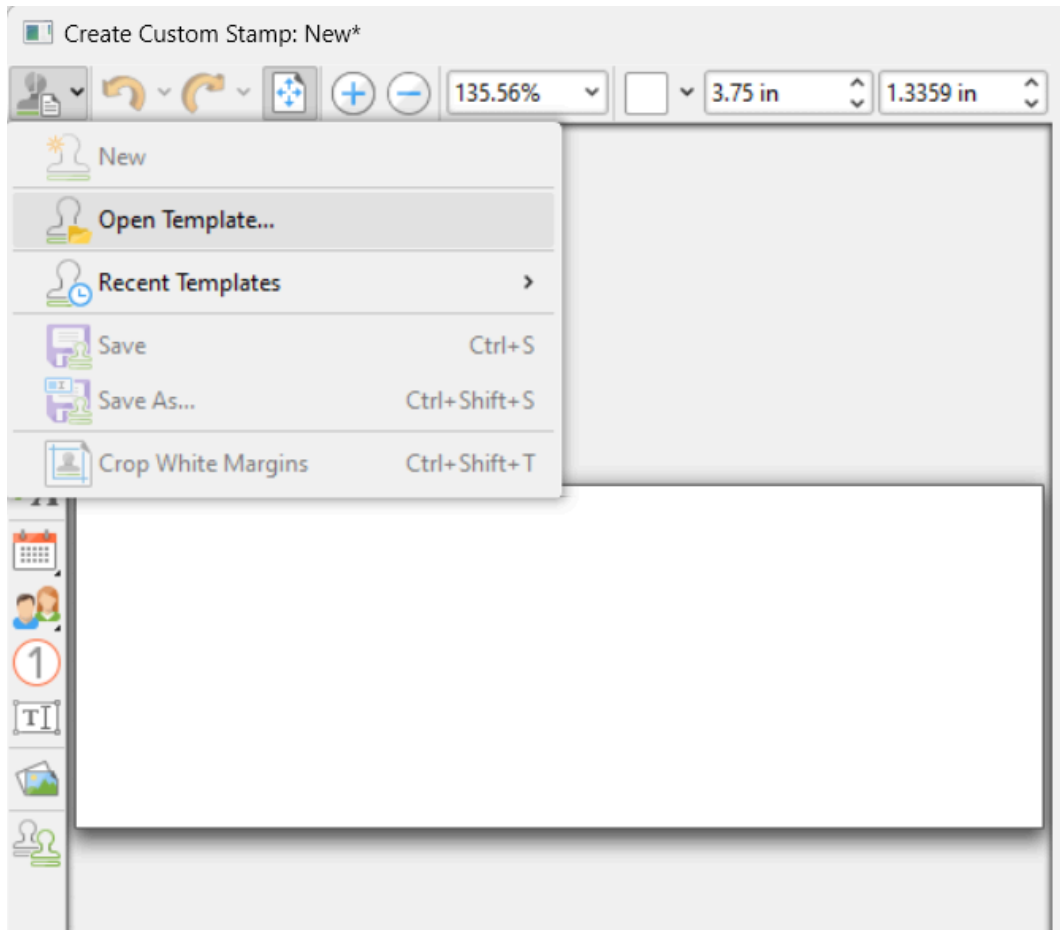 Create Custom Stamp: New*
135.56% 3.75 in 1.3359 in
New
Open Template...
Recent Templates
Save Ctrl+S
Save As... Ctrl+Shift+S
Crop White Margins Ctrl+Shift+T
A
1
T